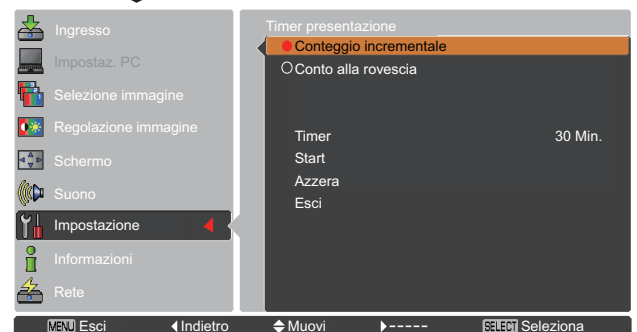 Ingresso
Impostaz. PC
Selezione immagine
Regolazione immagine
Schermo
Suono
Impostazione
Informazioni
Rete
Timer presentazione
Conteggio incrementale
Conto alla rovescia
Timer 30 Min.
Start
Azzera
Esci
MENU Esci Indietro Muovi ----- SELECT Seleziona